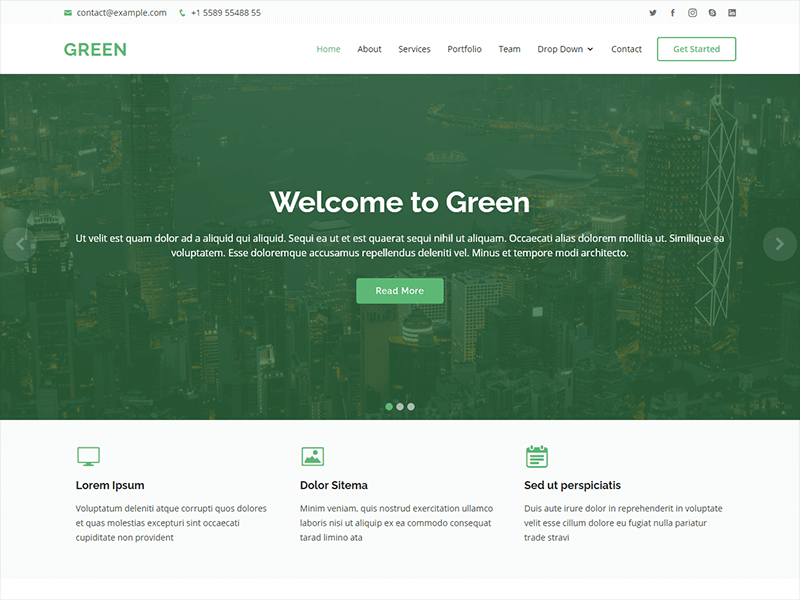 contact@example.com +1 5589 55488 55
GREEN
Home About Services Portfolio Team Drop Down Contact Get Started
Welcome to Green
Ut velit est quam dolor ad a aliquid qui aliquid. Sequi ea ut et est quaerat sequi nihil ut aliquam. Occaecati alias dolorem mollitia ut. Similique ea
voluptatem. Esse doloremque accusamus repellendus deleniti vel. Minus et tempore modi architecto.
Read More
Lorem Ipsum
Voluptatum deleniti atque corrupti quos dolores
et quas molestias excepturi sint occaecati
cupiditate non provident
Dolor Sitema
Minim veniam, quis nostrud exercitation ullamco
laboris nisi ut aliquip ex ea commodo consequat
tarad limino ata
Sed ut perspiciatis
Duis aute irure dolor in reprehenderit in voluptate
velit esse cillum dolore eu fugiat nulla pariatur
trade stravi